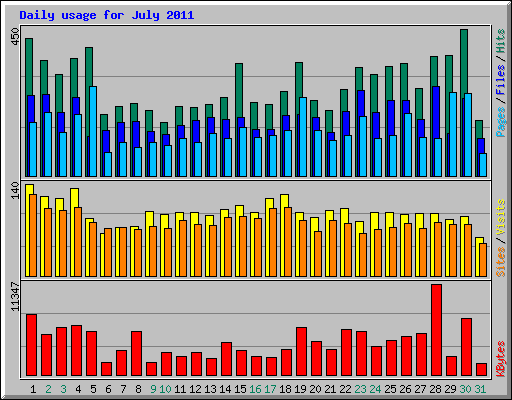 Daily usage for July 2011
450
Pages / Files / Hits
140
Sites / Visits
11347
KBytes
1 2 3 4 5 6 7 8 9 10 11 12 13 14 15 16 17 18 19 20 21 22 23 24 25 26 27 28 29 30 31